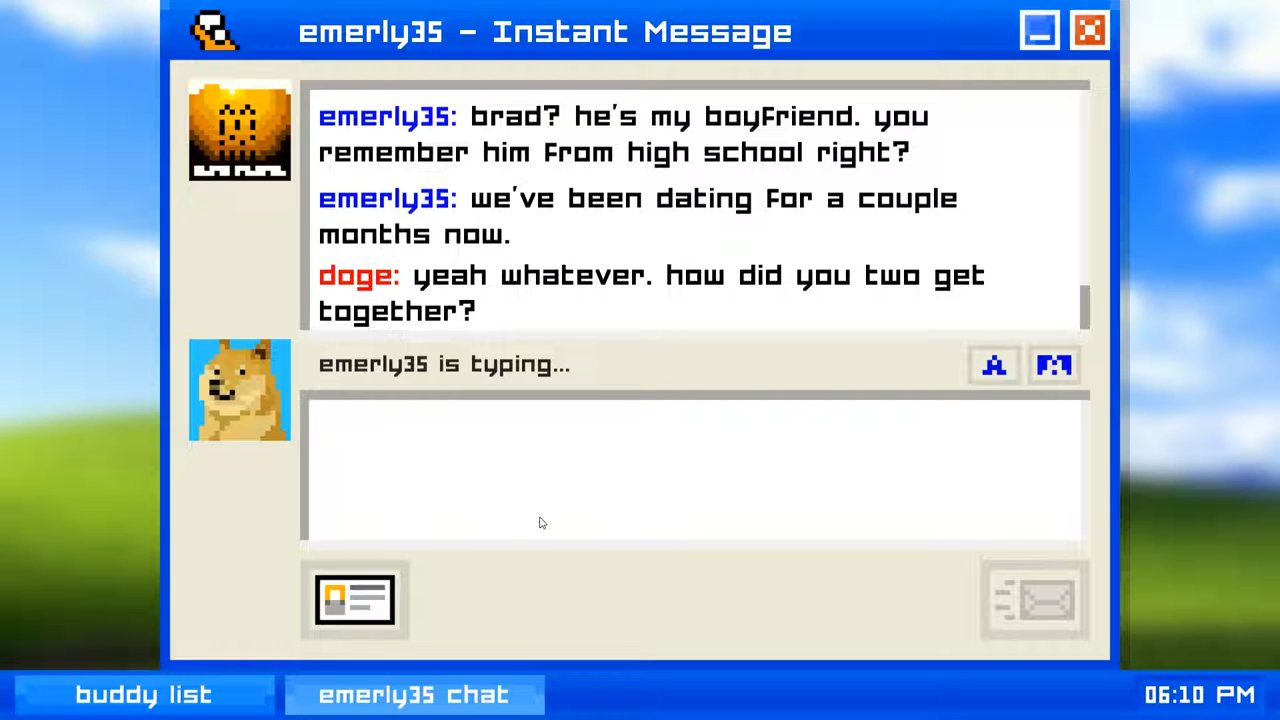 emerly35 - Instant Message
emerly35: brad? he's my boyfriend. you
remember him from high school right?
emerly35: we've been dating for a couple
months now.
doge: yeah whatever. how did you two get
together?
emerly35 is typing...
A
buddy list
emerly35 chat
06:10 PM